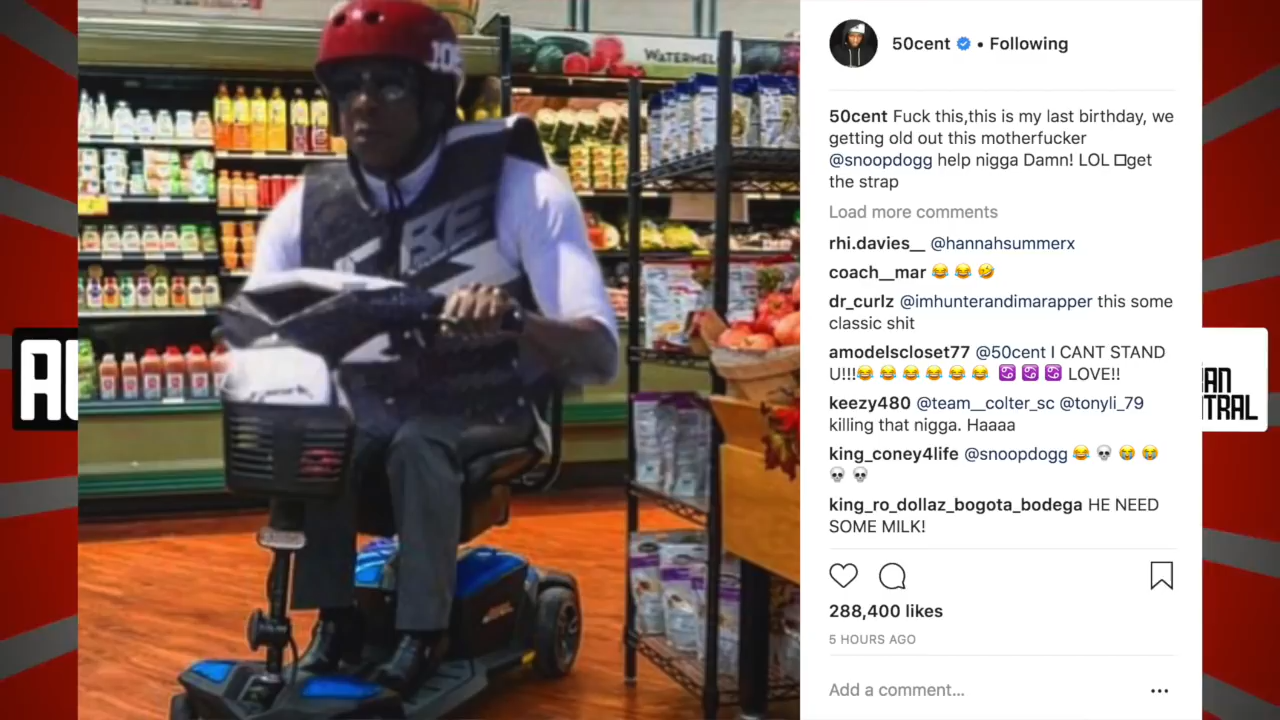 WATERMEL
50cent • Following
50cent Fuck this,this is my last birthday, we
getting old out this motherfucker
@snoopdogg help nigga Damn! LOL □get
the strap
Load more comments
rhi.davies__ @hannahsummerx
coach__mar 😂 😂 🤣
dr_curlz @imhunterandimarapper this some
classic shit
amodelscloset77 @50cent I CANT STAND
U!!!😂 😂 😂 😂 😂 😂 ♋ ♋ ♋ LOVE!!
keezy480 @team__colter_sc @tonyli_79
killing that nigga. Haaaa
king_coney4life @snoopdogg 😂 💀 😭 😭
💀 💀
king_ro_dollaz_bogota_bodega HE NEED
SOME MILK!
288,400 likes
5 HOURS AGO
Add a comment...
AN
TRAL